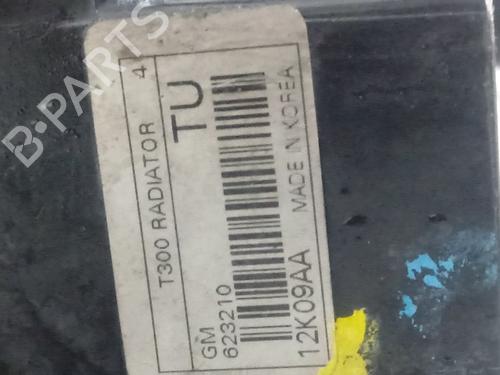 T300 RADIATOR 4
TU
GM
623210
12K09AA MADE IN KOREA
B-PARTS